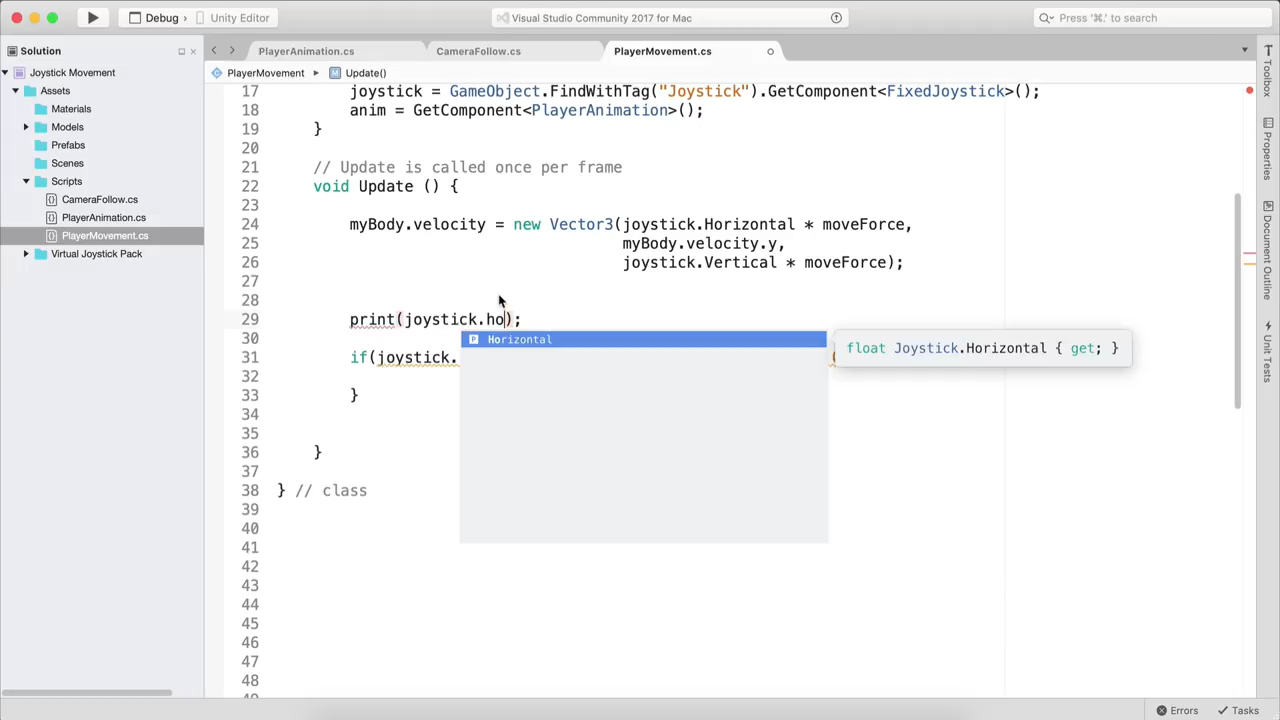 Debug
Unity Editor
Visual Studio Community 2017 for Mac
Press '⌘.' to search
Solution
PlayerAnimation.cs
CameraFollow.cs
PlayerMovement.cs
Joystick Movement
PlayerMovement
Update()
Assets
Materials
Models
Prefabs
Scenes
Scripts
CameraFollow.cs
PlayerAnimation.cs
PlayerMovement.cs
Virtual Joystick Pack
17 joystick = GameObject.FindWithTag("Joystick").GetComponent<FixedJoystick>();
18 anim = GetComponent<PlayerAnimation>();
19 }
20
21 // Update is called once per frame
22 void Update () {
23
24 myBody.velocity = new Vector3(joystick.Horizontal * moveForce,
25 myBody.velocity.y,
26 joystick.Vertical * moveForce);
27
28
29 print(joystick.ho);
30
Horizontal
float Joystick.Horizontal { get; }
31 if(joystick.
32
33 }
34
35
36 }
37
38 } // class
39
40
41
42
43
44
45
46
47
48
Toolbox
Properties
Document Outline
Unit Tests
Errors
Tasks